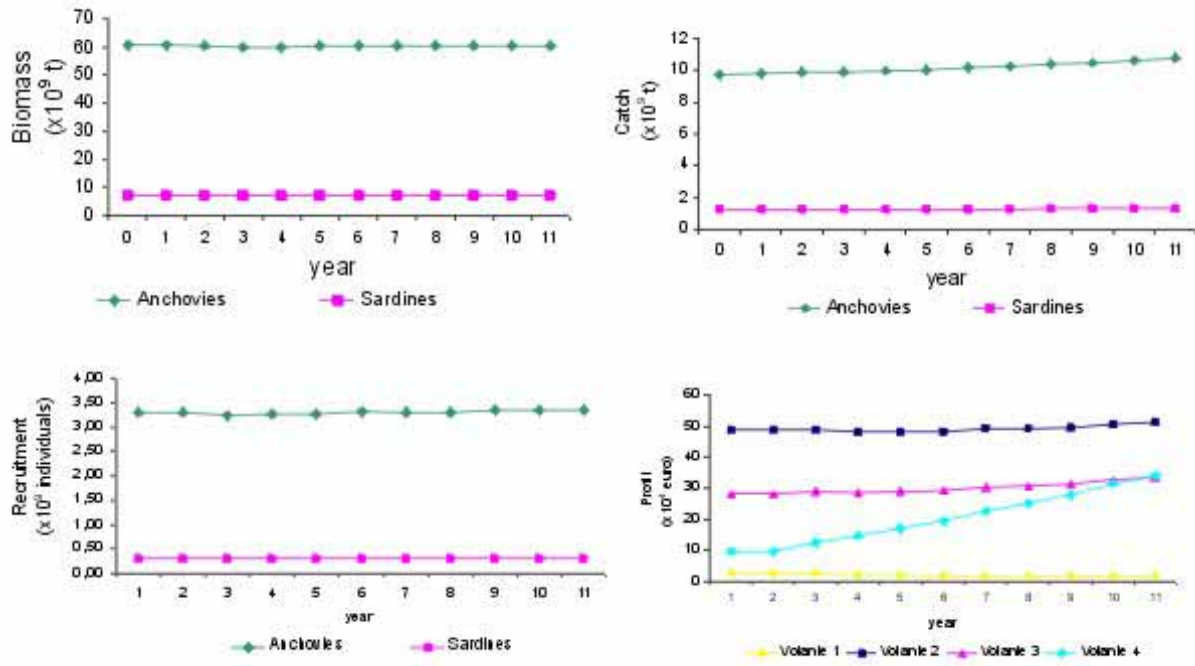 Biomass
(x10⁹ t)
70
60
50
40
30
20
10
0
0 1 2 3 4 5 6 7 8 9 10 11
year
Anchovies Sardines
Catch
(x10⁹ t)
12
10
8
6
4
2
0
0 1 2 3 4 5 6 7 8 9 10 11
year
Anchovies Sardines
Recruitment
individuals)
4,00
3,50
3,00
2,50
2,00
1,50
1,00
0,50
0,00
1 2 3 4 5 6 7 8 9 10 11
year
Anchovies Sardines
Profit
euro)
60
50
40
30
20
10
0
1 2 3 4 5 6 7 8 9 10 11
year
Volante 1 Volante 2 Volante 3 Volante 4